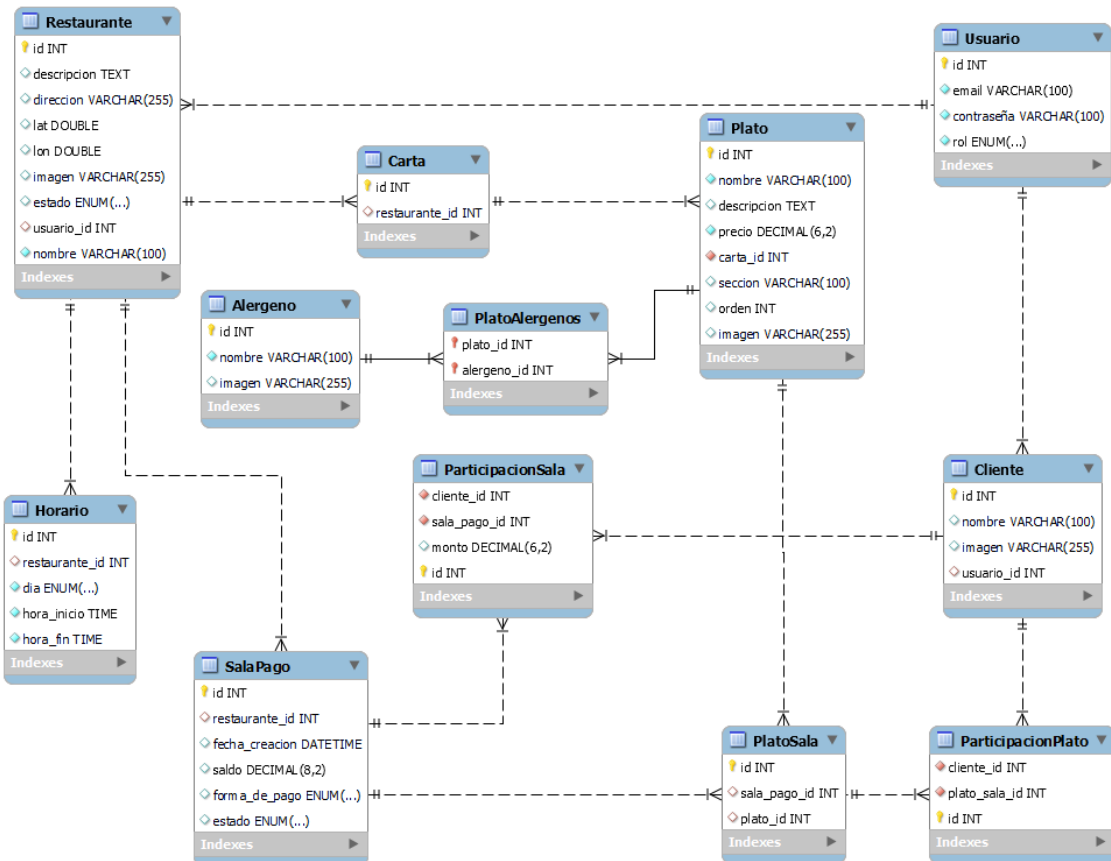 Restaurante
id INT
descripcion TEXT
direccion VARCHAR(255)
lat DOUBLE
lon DOUBLE
imagen VARCHAR(255)
estado ENUM(...)
usuario_id INT
nombre VARCHAR(100)
Indexes
Usuario
id INT
email VARCHAR(100)
contraseña VARCHAR(100)
rol ENUM(...)
Indexes
Carta
id INT
restaurante_id INT
Indexes
Plato
id INT
nombre VARCHAR(100)
descripcion TEXT
precio DECIMAL(6,2)
carta_id INT
seccion VARCHAR(100)
orden INT
imagen VARCHAR(255)
Indexes
Alergeno
id INT
nombre VARCHAR(100)
imagen VARCHAR(255)
Indexes
PlatoAlergenos
plato_id INT
alergeno_id INT
Indexes
Horario
id INT
restaurante_id INT
dia ENUM(...)
hora_inicio TIME
hora_fin TIME
Indexes
ParticipacionSala
cliente_id INT
sala_pago_id INT
monto DECIMAL(6,2)
id INT
Indexes
Cliente
id INT
nombre VARCHAR(100)
imagen VARCHAR(255)
usuario_id INT
Indexes
SalaPago
id INT
restaurante_id INT
fecha_creacion DATETIME
saldo DECIMAL(8,2)
forma_de_pago ENUM(...)
estado ENUM(...)
Indexes
PlatoSala
id INT
sala_pago_id INT
plato_id INT
Indexes
ParticipacionPlato
cliente_id INT
plato_sala_id INT
id INT
Indexes